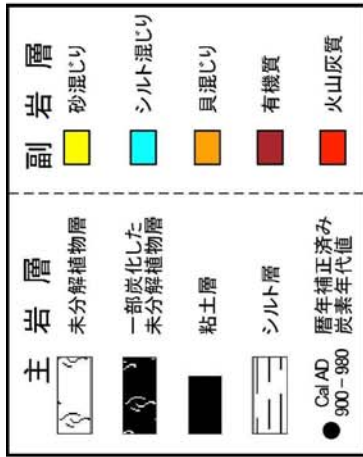 主 岩 層
未分解植物層
一部炭化した
未分解植物層
粘土層
シルト層
Cal AD
900 – 980
暦年補正済み
炭素年代値
副 岩 層
砂混じり
シルト混じり
貝混じり
有機質
火山灰質